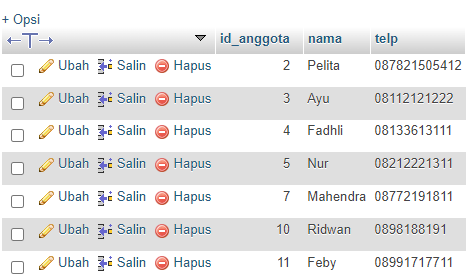 + Opsi
id_anggota nama telp
Ubah Salin Hapus 2 Pelita 087821505412
Ubah Salin Hapus 3 Ayu 08112121222
Ubah Salin Hapus 4 Fadhli 08133613111
Ubah Salin Hapus 5 Nur 08212221311
Ubah Salin Hapus 7 Mahendra 08772191811
Ubah Salin Hapus 10 Ridwan 0898188191
Ubah Salin Hapus 11 Feby 08991717711